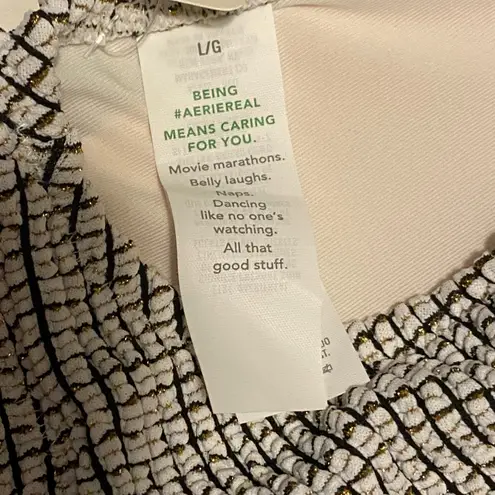 L/G
BEING
#AERIEREAL
MEANS CARING
FOR YOU.
Movie marathons.
Belly laughs.
Naps.
Dancing
like no one's
watching.
All that
good stuff.